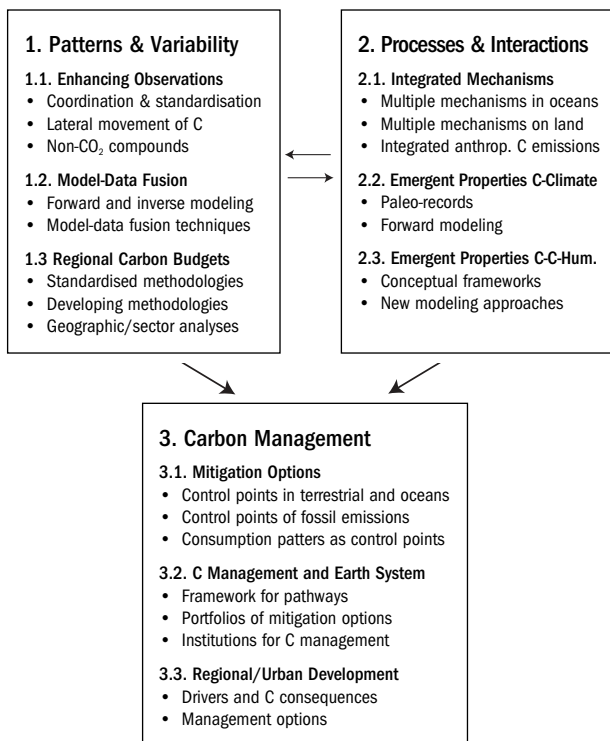 1. Patterns & Variability
1.1. Enhancing Observations
• Coordination & standardisation
• Lateral movement of C
• Non-CO₂ compounds
1.2. Model-Data Fusion
• Forward and inverse modeling
• Model-data fusion techniques
1.3 Regional Carbon Budgets
• Standardised methodologies
• Developing methodologies
• Geographic/sector analyses
2. Processes & Interactions
2.1. Integrated Mechanisms
• Multiple mechanisms in oceans
• Multiple mechanisms on land
• Integrated anthrop. C emissions
2.2. Emergent Properties C-Climate
• Paleo-records
• Forward modeling
2.3. Emergent Properties C-C-Hum.
• Conceptual frameworks
• New modeling approaches
3. Carbon Management
3.1. Mitigation Options
• Control points in terrestrial and oceans
• Control points of fossil emissions
• Consumption patters as control points
3.2. C Management and Earth System
• Framework for pathways
• Portfolios of mitigation options
• Institutions for C management
3.3. Regional/Urban Development
• Drivers and C consequences
• Management options